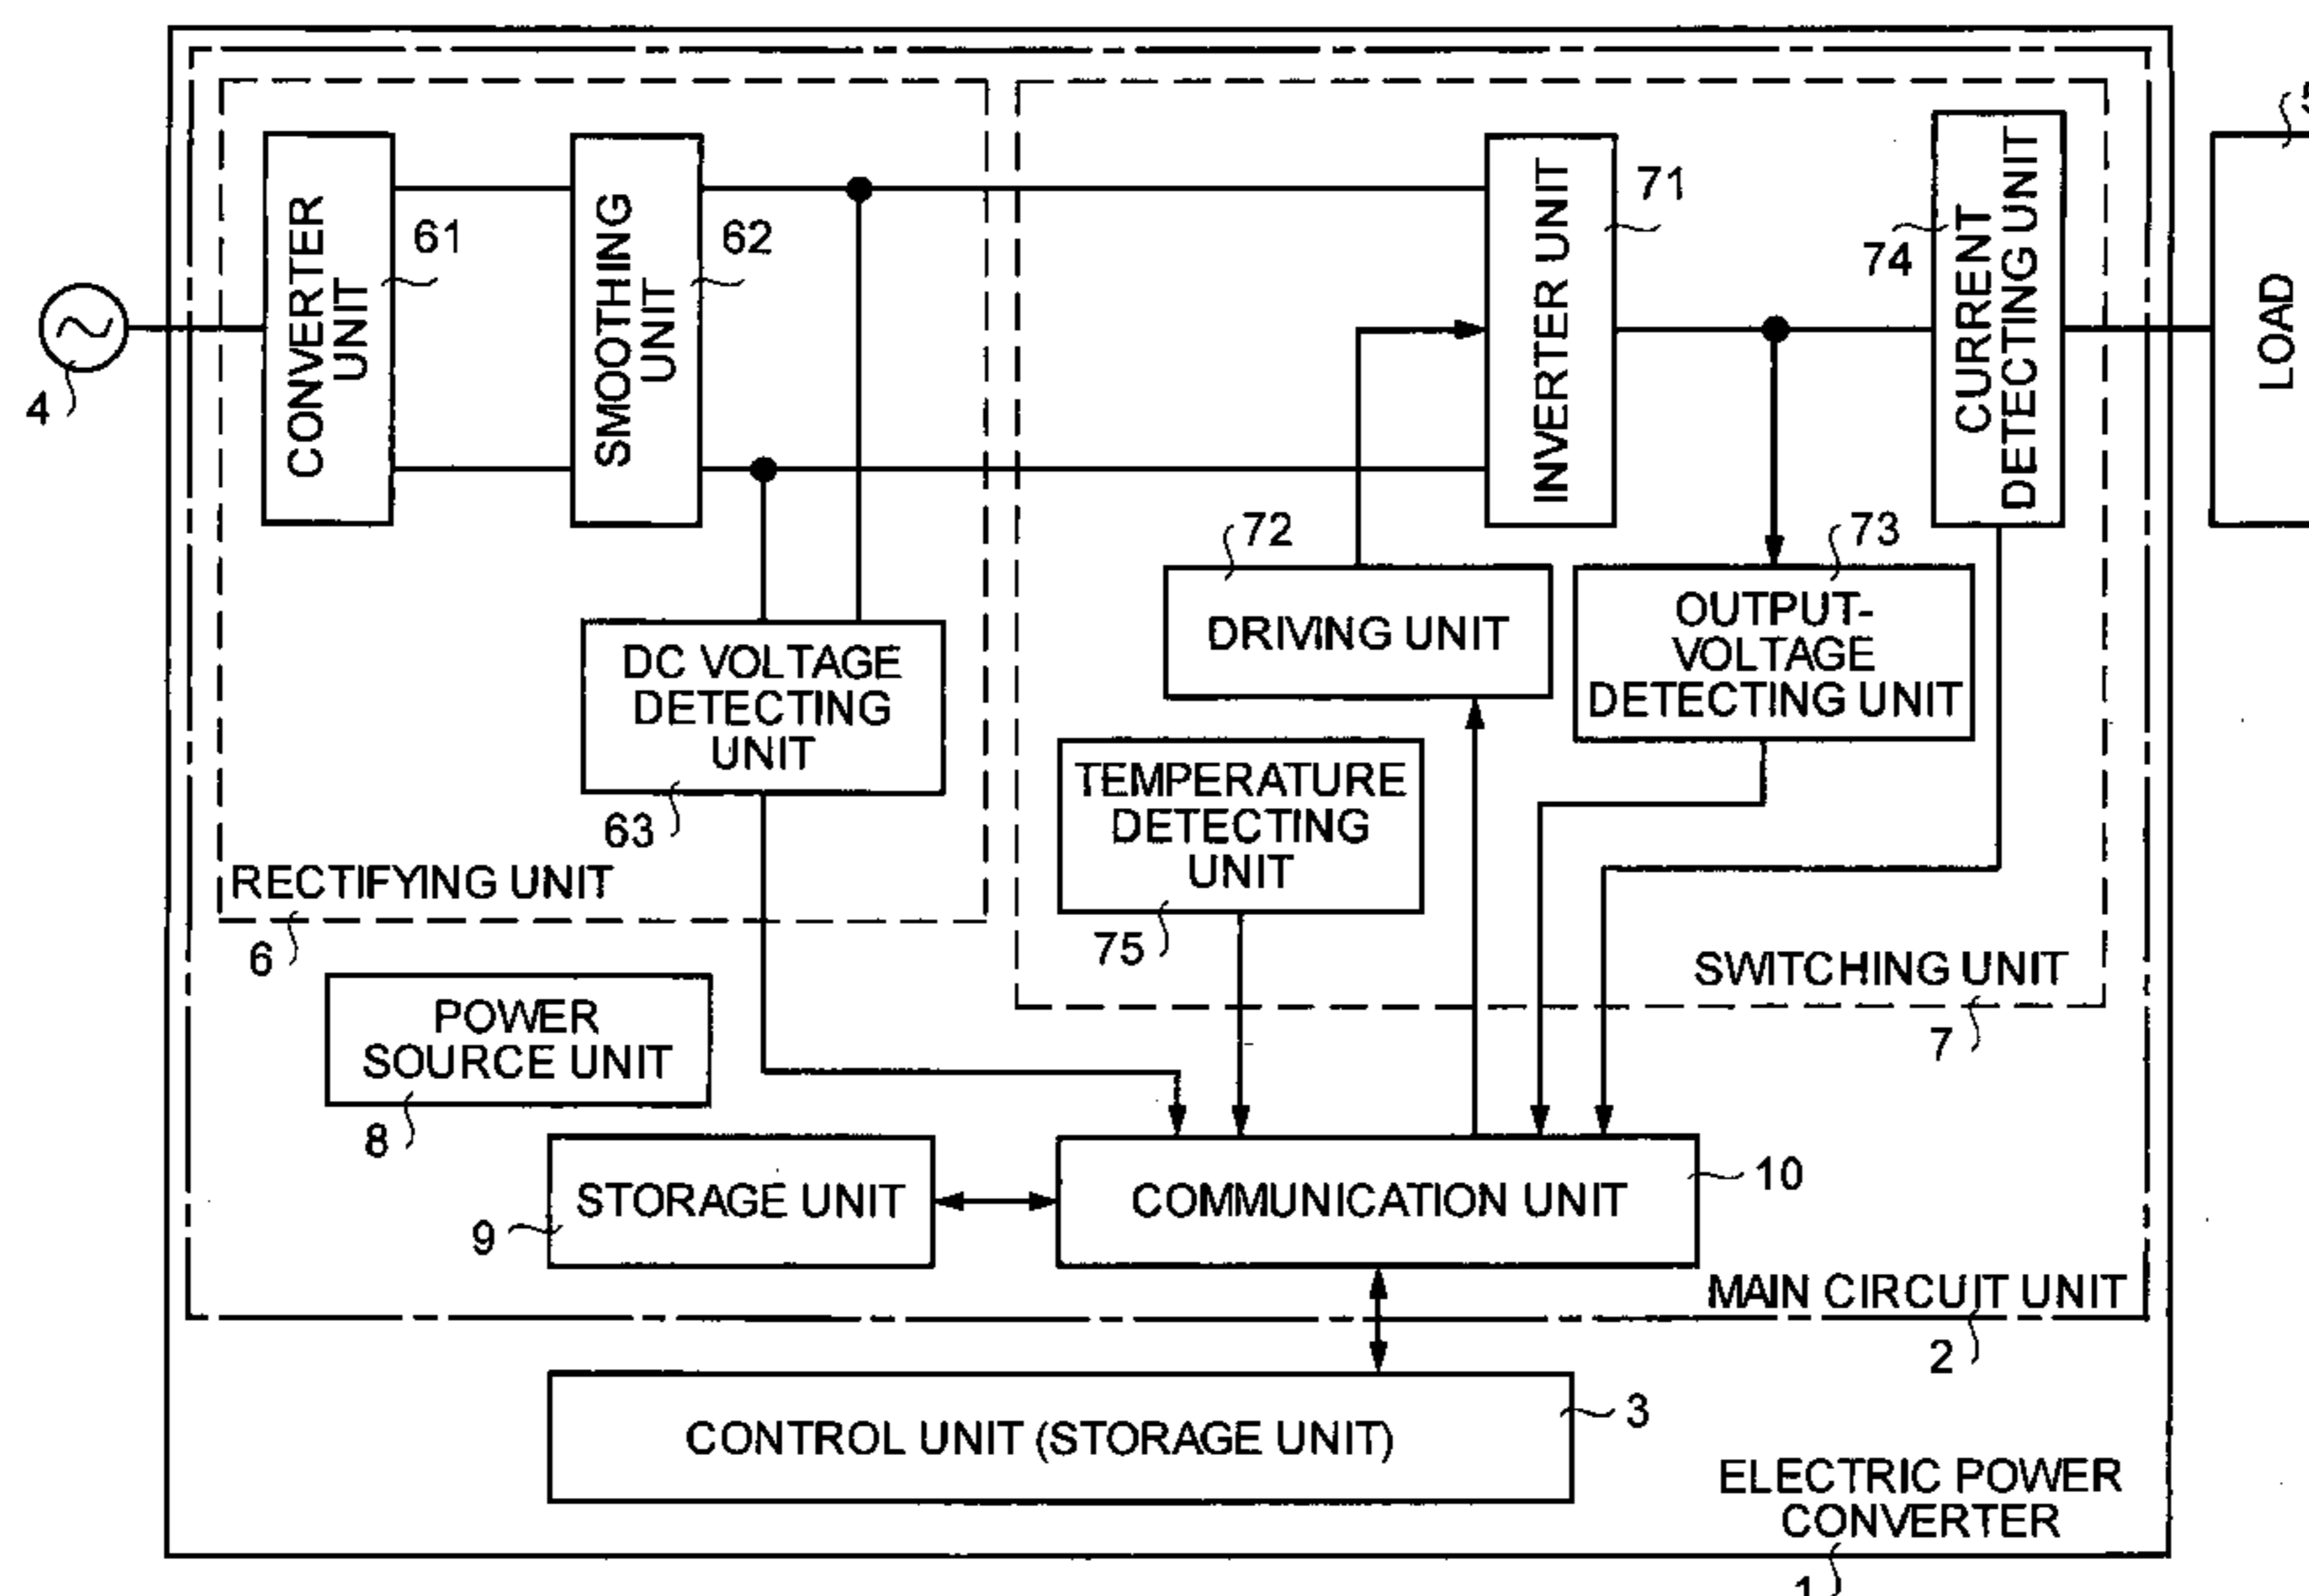 5
CONVERTER
UNIT
61
SMOOTHING
UNIT
62
INVERTER UNIT
71
74
CURRENT
DETECTING UNIT
LOAD
4
72
DRIVING UNIT
73
OUTPUT-
VOLTAGE
DETECTING UNIT
DC VOLTAGE
DETECTING
UNIT
63
TEMPERATURE
DETECTING
UNIT
75
RECTIFYING UNIT
6
SWITCHING UNIT
7
POWER
SOURCE UNIT
8
STORAGE UNIT
9
COMMUNICATION UNIT
10
MAIN CIRCUIT UNIT
2
CONTROL UNIT (STORAGE UNIT)
3
ELECTRIC POWER
CONVERTER
1